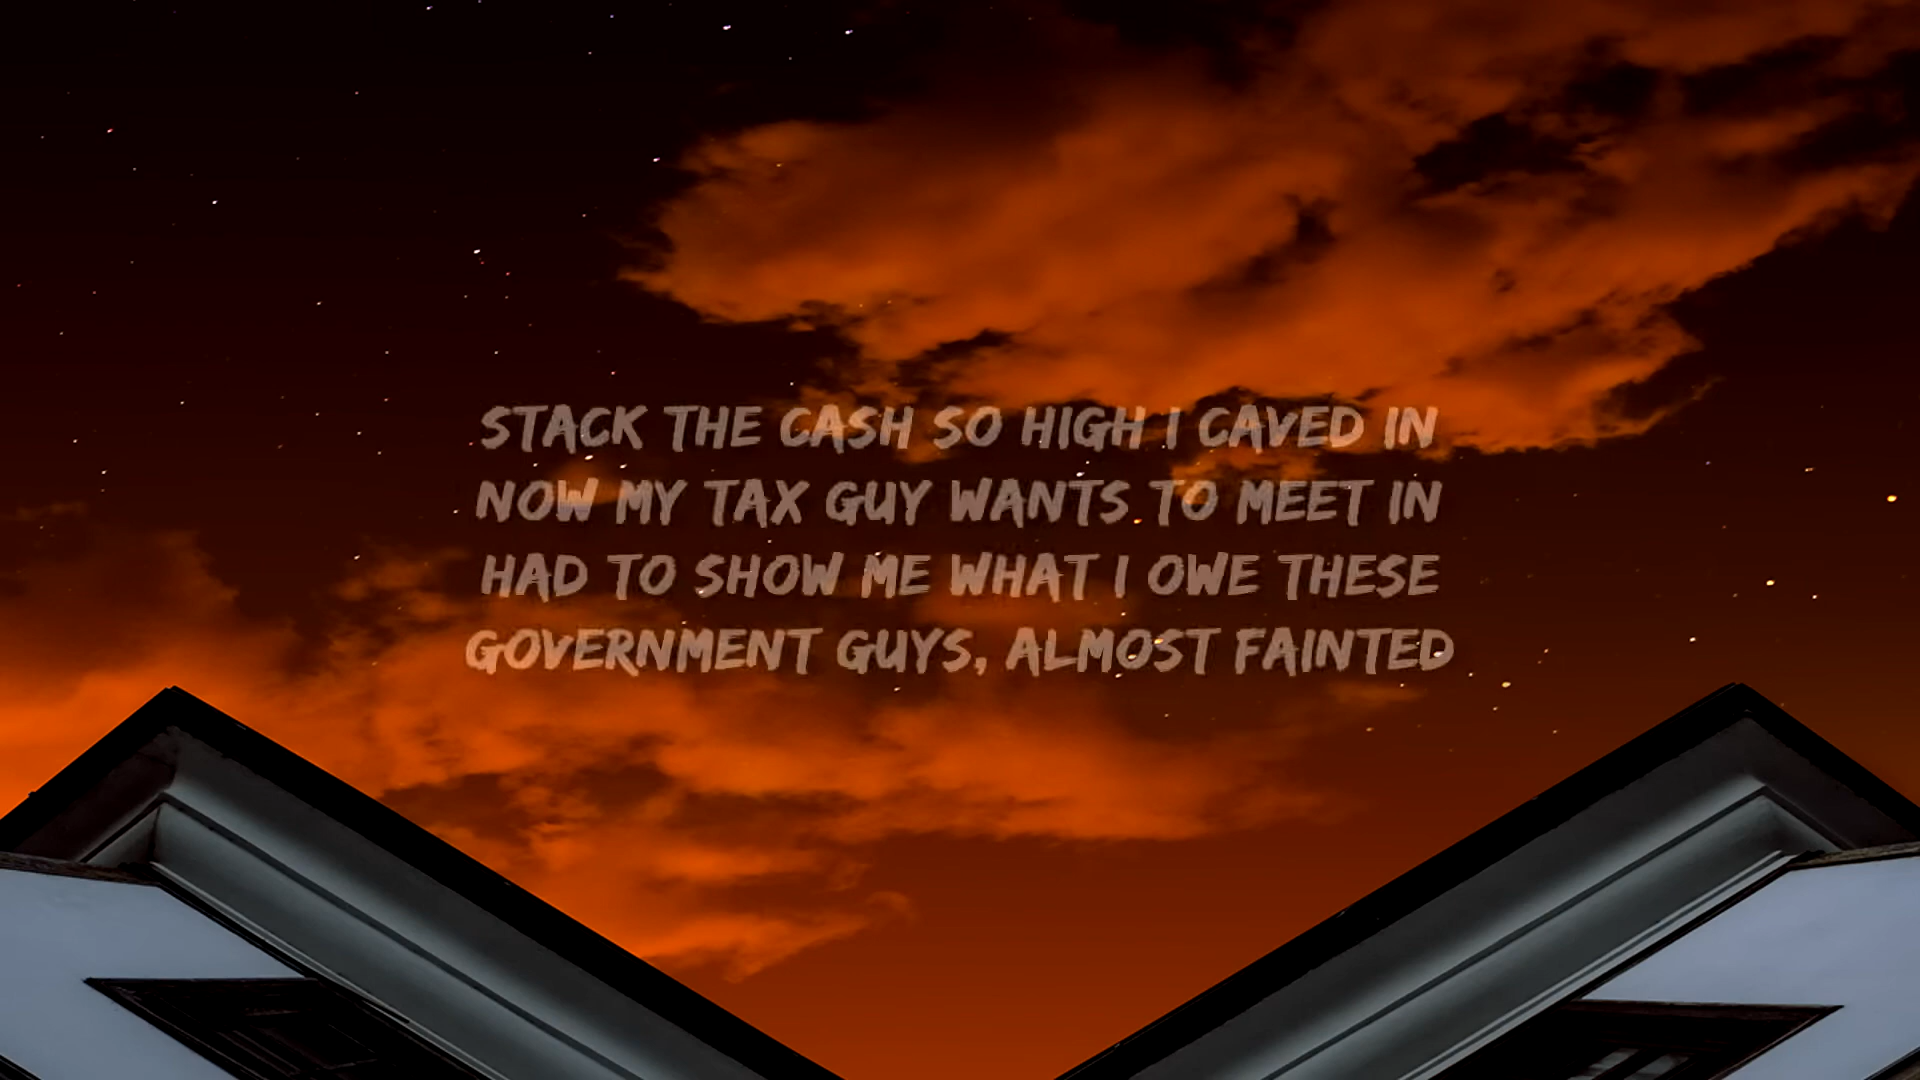 STACK THE CASH SO HIGH I CAVED IN
NOW MY TAX GUY WANTS TO MEET IN
HAD TO SHOW ME WHAT I OWE THESE
GOVERNMENT GUYS, ALMOST FAINTED